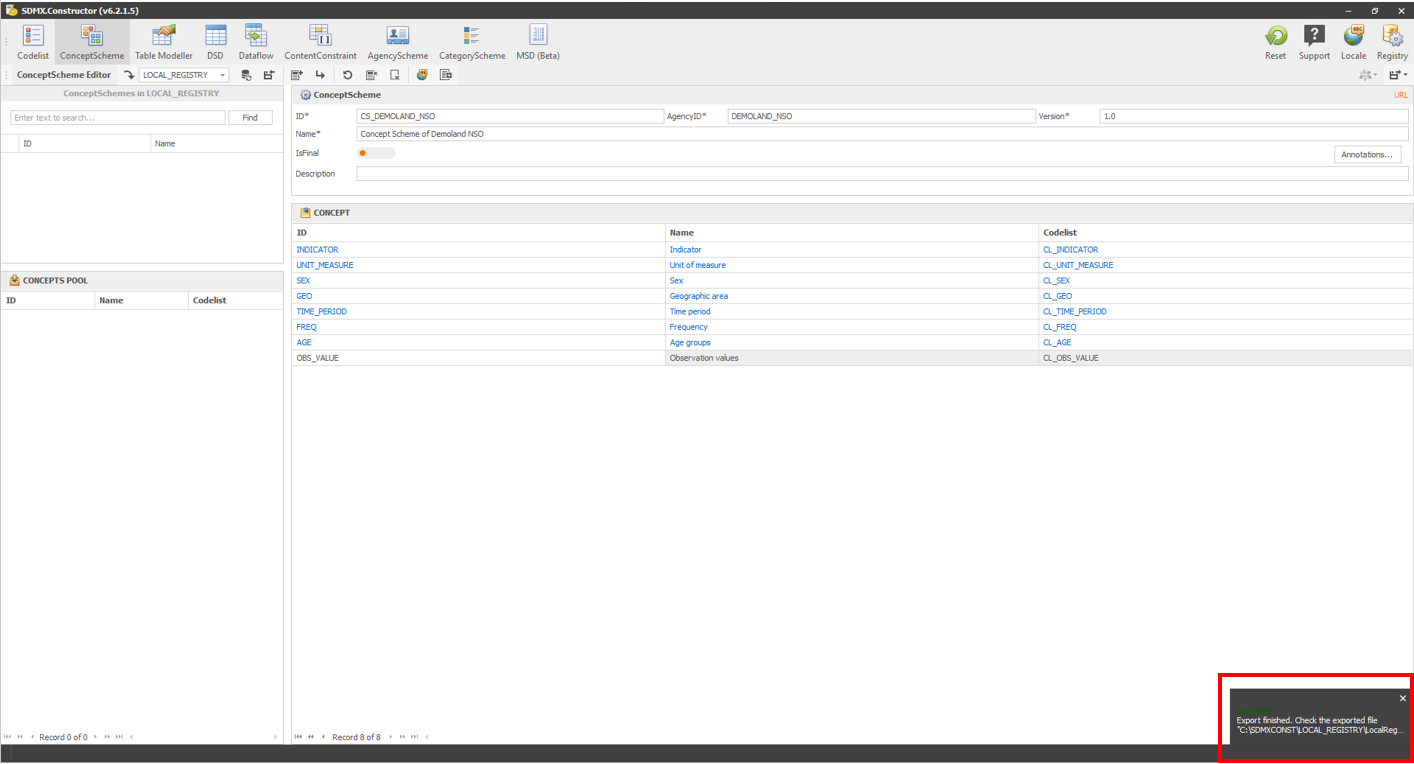 SDMX.Constructor (v6.2.1.5)
Codelist ConceptScheme Table Modeller DSD Dataflow ContentConstraint AgencyScheme CategoryScheme MSD (Beta) Reset Support Locale Registry
ConceptScheme Editor LOCAL_REGISTRY
ConceptSchemes in LOCAL_REGISTRY
Enter text to search... Find
ID Name
CONCEPTS POOL
ID Name Codelist
Record 0 of 0
ConceptScheme URL
ID* CS_DEMOLAND_NSO AgencyID* DEMOLAND_NSO Version* 1.0
Name* Concept Scheme of Demoland NSO
IsFinal Annotations...
Description
CONCEPT
ID Name Codelist
INDICATOR Indicator CL_INDICATOR
UNIT_MEASURE Unit of measure CL_UNIT_MEASURE
SEX Sex CL_SEX
GEO Geographic area CL_GEO
TIME_PERIOD Time period CL_TIME_PERIOD
FREQ Frequency CL_FREQ
AGE Age groups CL_AGE
OBS_VALUE Observation values CL_OBS_VALUE
Record 8 of 8
Export finished. Check the exported file
"C:\SDMXCONST\LOCAL_REGISTRY\LocalReg...